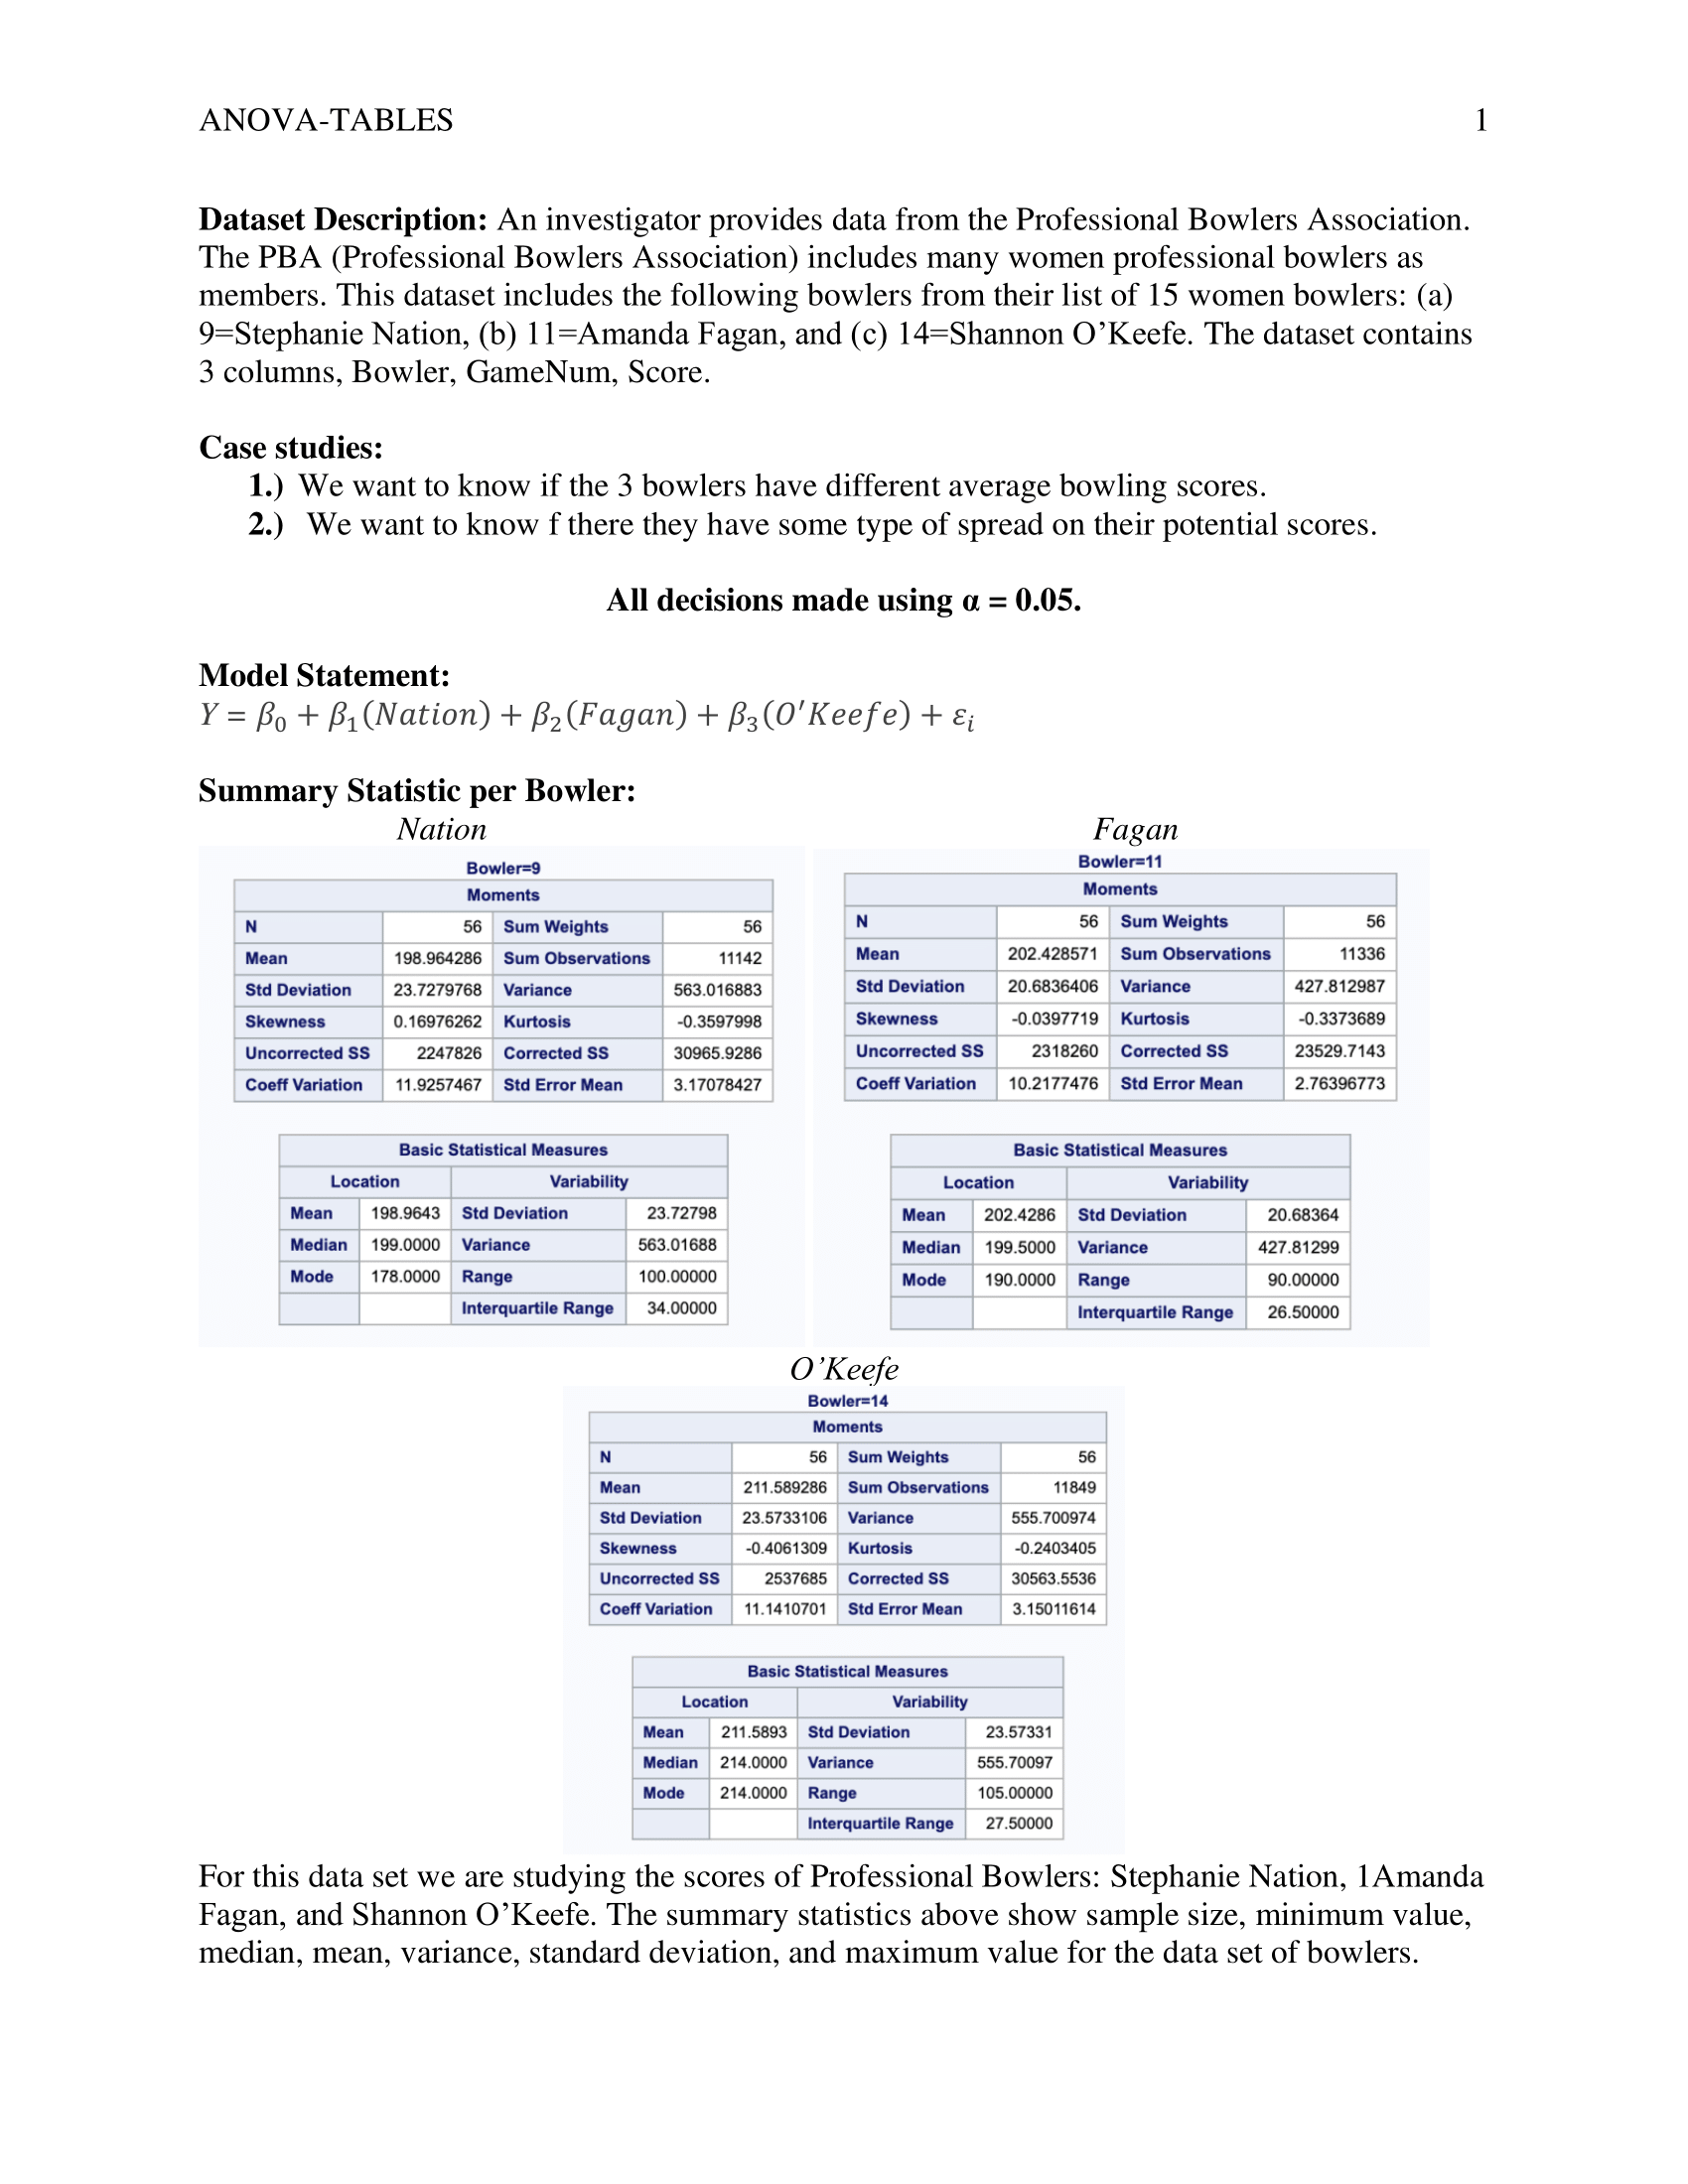 ANOVA-TABLES 1
Dataset Description: An investigator provides data from the Professional Bowlers Association.
The PBA (Professional Bowlers Association) includes many women professional bowlers as
members. This dataset includes the following bowlers from their list of 15 women bowlers: (a)
9=Stephanie Nation, (b) 11=Amanda Fagan, and (c) 14=Shannon O’Keefe. The dataset contains
3 columns, Bowler, GameNum, Score.
Case studies:
1.) We want to know if the 3 bowlers have different average bowling scores.
2.) We want to know f there they have some type of spread on their potential scores.
All decisions made using α = 0.05.
Model Statement:
Y = β₀ + β₁(Nation) + β₂(Fagan) + β₃(O′Keefe) + εᵢ
Summary Statistic per Bowler:
Nation
Bowler=9
Moments
N 56 Sum Weights 56
Mean 198.964286 Sum Observations 11142
Std Deviation 23.7279768 Variance 563.016883
Skewness 0.16976262 Kurtosis -0.3597998
Uncorrected SS 2247826 Corrected SS 30965.9286
Coeff Variation 11.9257467 Std Error Mean 3.17078427
Basic Statistical Measures
Location Variability
Mean 198.9643 Std Deviation 23.72798
Median 199.0000 Variance 563.01688
Mode 178.0000 Range 100.00000
Interquartile Range 34.00000
Fagan
Bowler=11
Moments
N 56 Sum Weights 56
Mean 202.428571 Sum Observations 11336
Std Deviation 20.6836406 Variance 427.812987
Skewness -0.0397719 Kurtosis -0.3373689
Uncorrected SS 2318260 Corrected SS 23529.7143
Coeff Variation 10.2177476 Std Error Mean 2.76396773
Basic Statistical Measures
Location Variability
Mean 202.4286 Std Deviation 20.68364
Median 199.5000 Variance 427.81299
Mode 190.0000 Range 90.00000
Interquartile Range 26.50000
O’Keefe
Bowler=14
Moments
N 56 Sum Weights 56
Mean 211.589286 Sum Observations 11849
Std Deviation 23.5733106 Variance 555.700974
Skewness -0.4061309 Kurtosis -0.2403405
Uncorrected SS 2537685 Corrected SS 30563.5536
Coeff Variation 11.1410701 Std Error Mean 3.15011614
Basic Statistical Measures
Location Variability
Mean 211.5893 Std Deviation 23.57331
Median 214.0000 Variance 555.70097
Mode 214.0000 Range 105.00000
Interquartile Range 27.50000
For this data set we are studying the scores of Professional Bowlers: Stephanie Nation, 1Amanda
Fagan, and Shannon O’Keefe. The summary statistics above show sample size, minimum value,
median, mean, variance, standard deviation, and maximum value for the data set of bowlers.